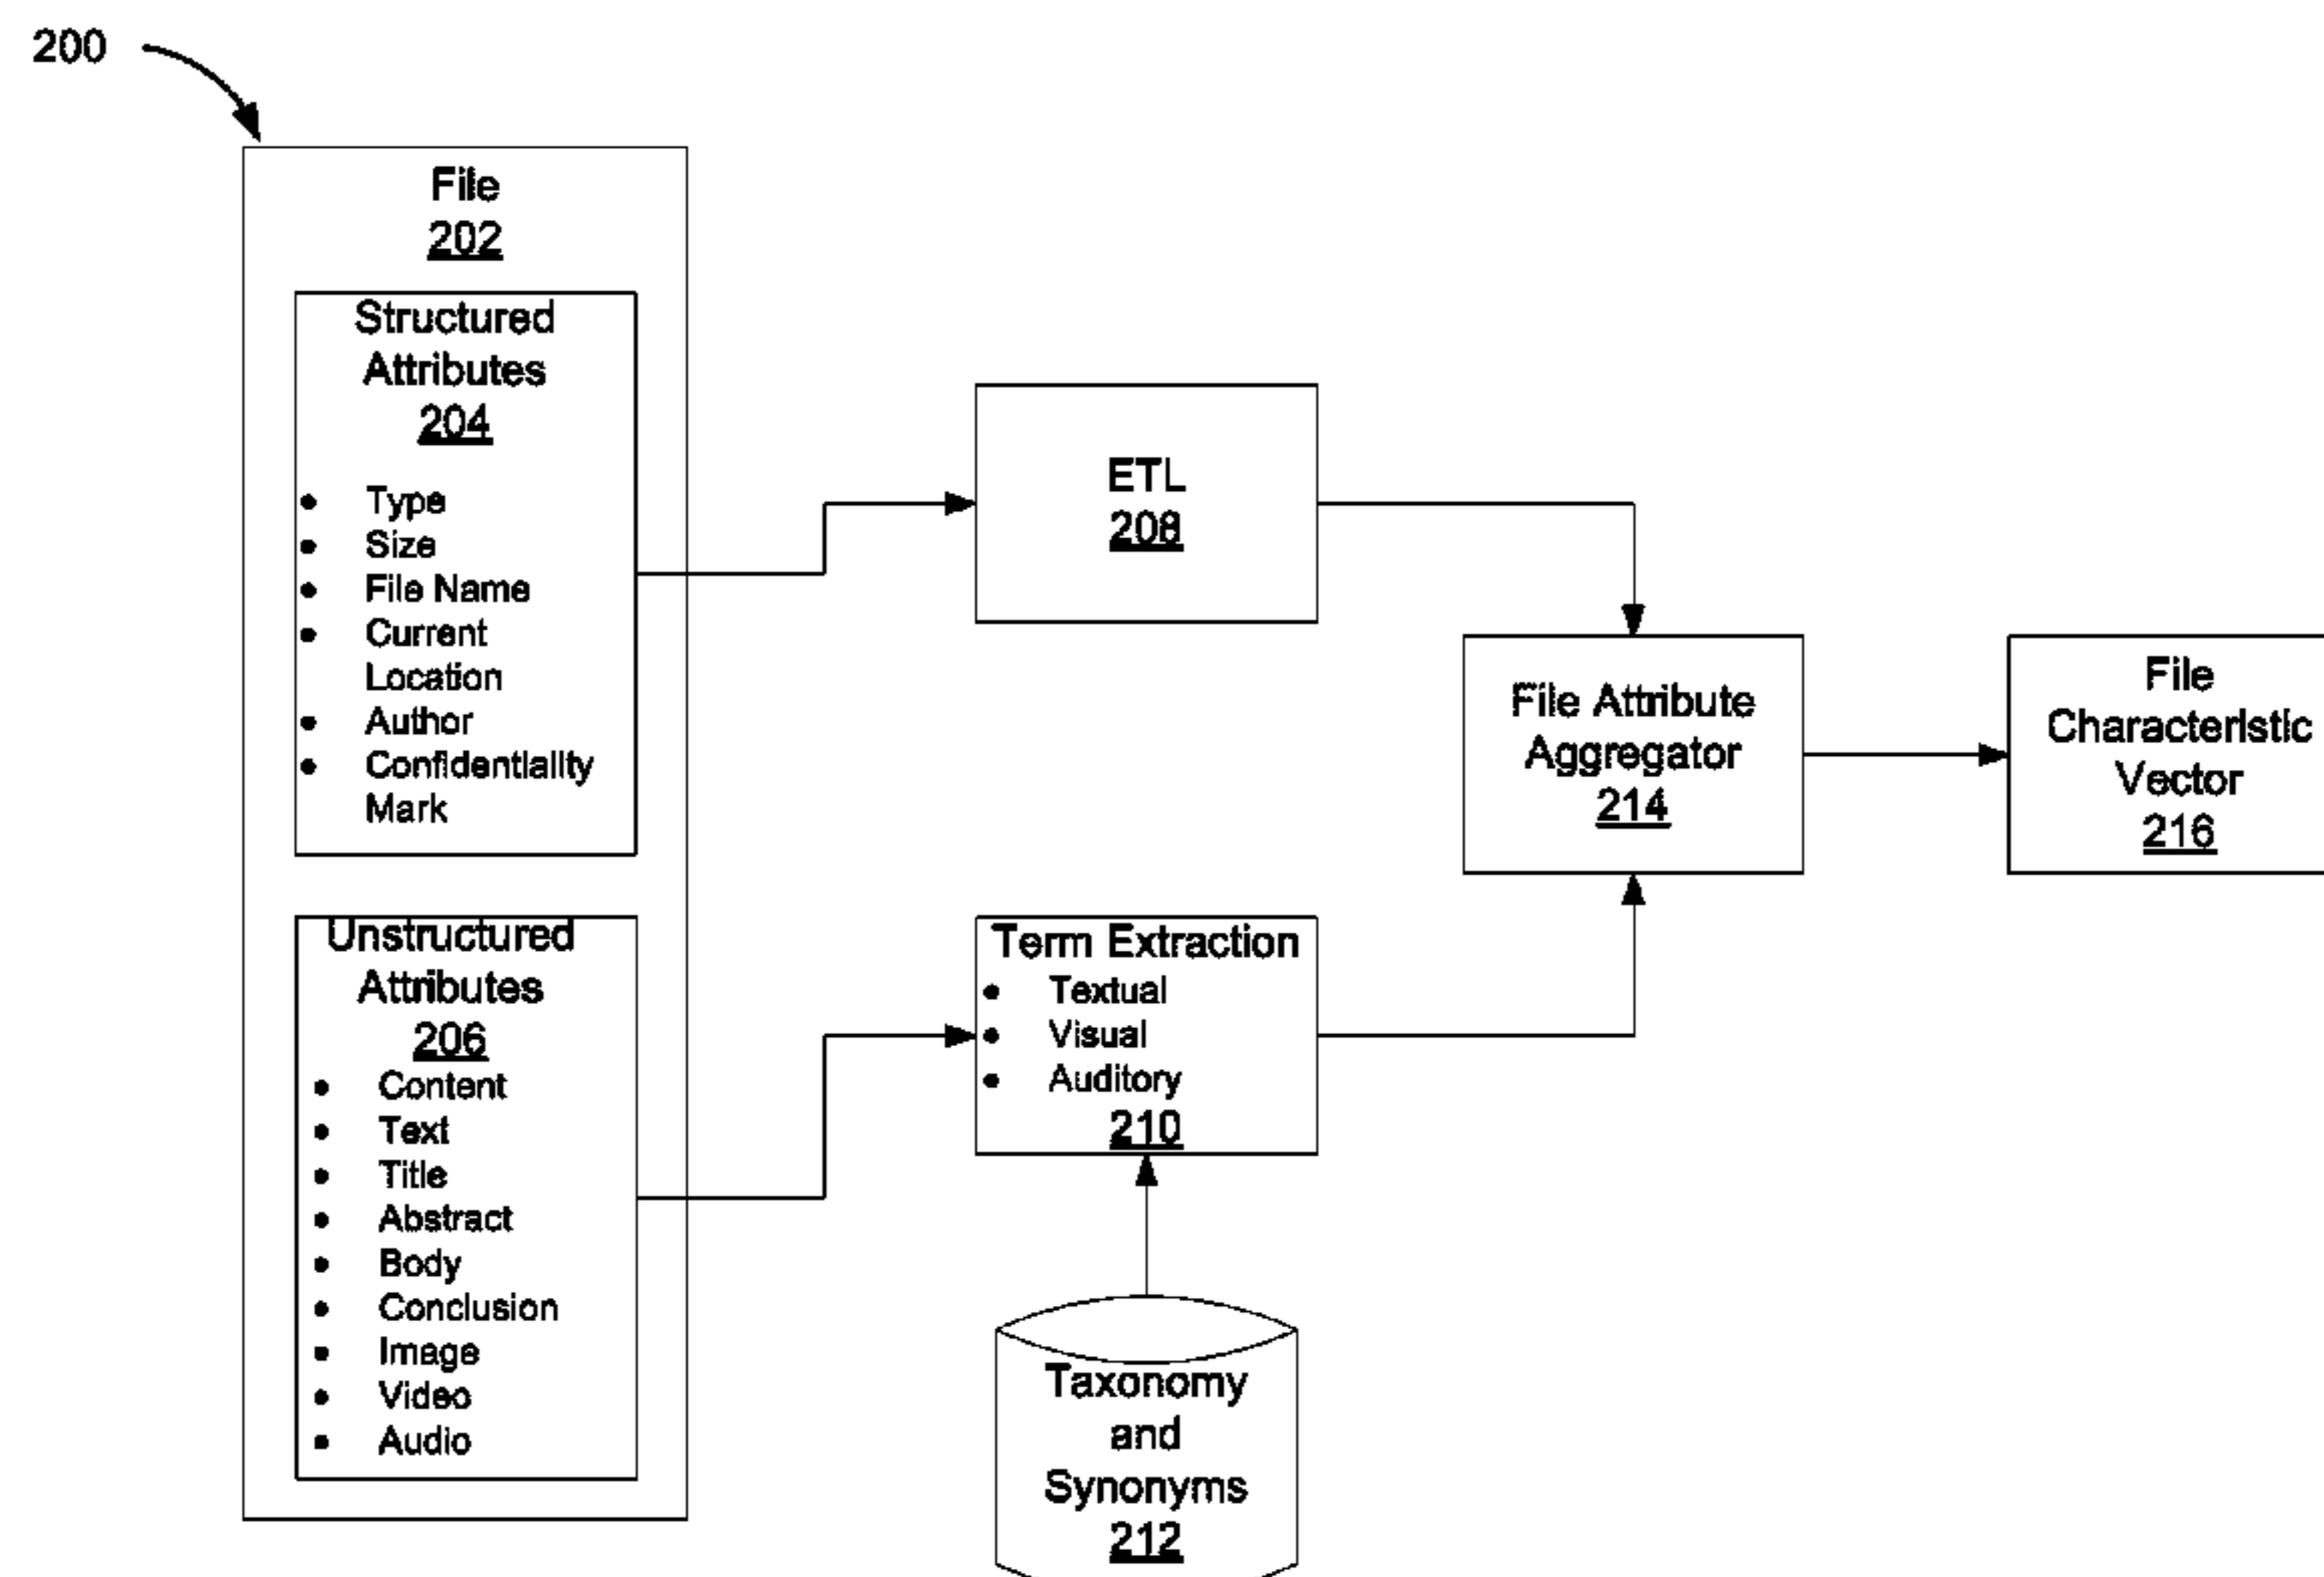 200
File
202
Structured
Attributes
204
• Type
• Size
• File Name
• Current
Location
• Author
• Confidentiality
Mark
Unstructured
Attributes
206
• Content
• Text
• Title
• Abstract
• Body
• Conclusion
• Image
• Video
• Audio
ETL
208
Term Extraction
• Textual
• Visual
• Auditory
210
Taxonomy
and
Synonyms
212
File Attribute
Aggregator
214
File
Characteristic
Vector
216